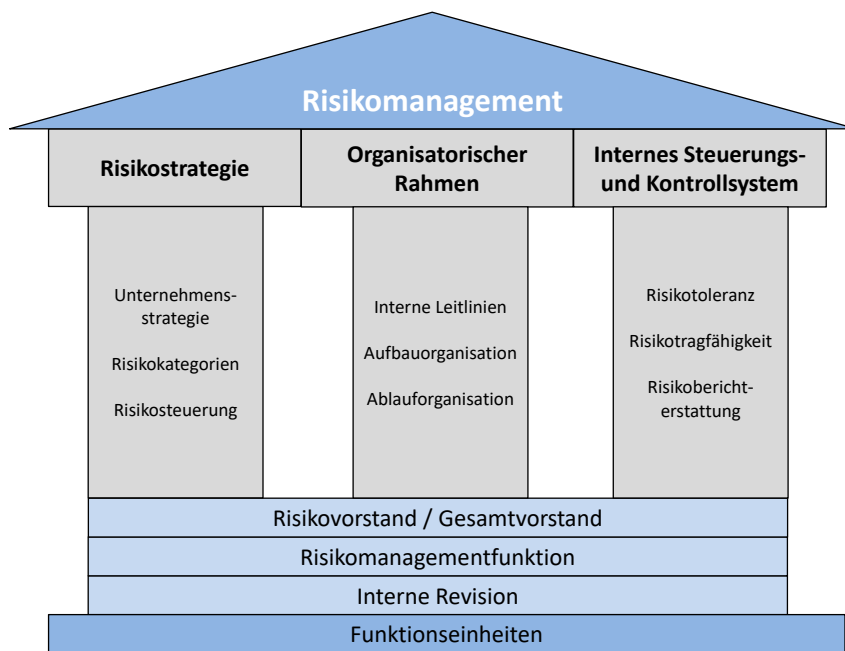 Risikomanagement
Risikostrategie
Organisatorischer
Rahmen
Internes Steuerungs-
und Kontrollsystem
Unternehmens-
strategie
Risikokategorien
Risikosteuerung
Interne Leitlinien
Aufbauorganisation
Ablauforganisation
Risikotoleranz
Risikotragfähigkeit
Risikobericht-
erstattung
Risikovorstand / Gesamtvorstand
Risikomanagementfunktion
Interne Revision
Funktionseinheiten